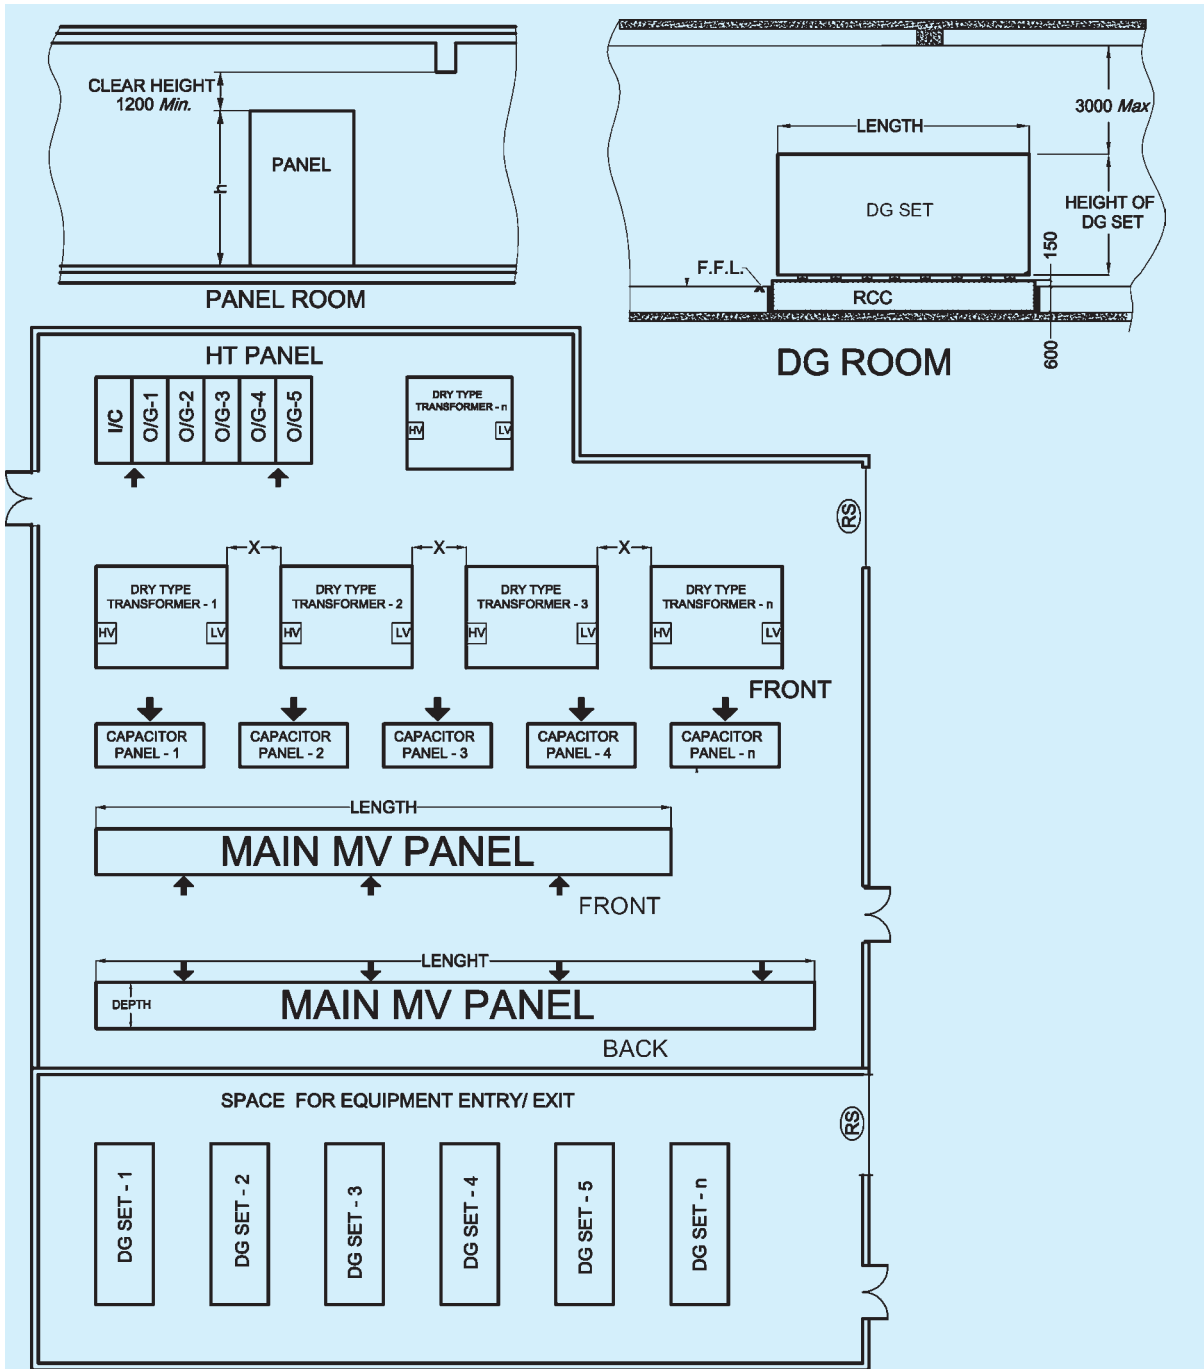 CLEAR HEIGHT
1200 Min.
h
PANEL
PANEL ROOM
3000 Max
LENGTH
DG SET
HEIGHT OF
DG SET
150
F.F.L.
RCC
600
DG ROOM
HT PANEL
I/C
O/G-1
O/G-2
O/G-3
O/G-4
O/G-5
DRY TYPE
TRANSFORMER - n
HV
LV
RS
X
X
X
DRY TYPE
TRANSFORMER - 1
HV
LV
DRY TYPE
TRANSFORMER - 2
HV
LV
DRY TYPE
TRANSFORMER - 3
HV
LV
DRY TYPE
TRANSFORMER - n
HV
LV
FRONT
CAPACITOR
PANEL - 1
CAPACITOR
PANEL - 2
CAPACITOR
PANEL - 3
CAPACITOR
PANEL - 4
CAPACITOR
PANEL - n
LENGTH
MAIN MV PANEL
FRONT
LENGHT
DEPTH
MAIN MV PANEL
BACK
SPACE FOR EQUIPMENT ENTRY/ EXIT
RS
DG SET - 1
DG SET - 2
DG SET - 3
DG SET - 4
DG SET - 5
DG SET - n